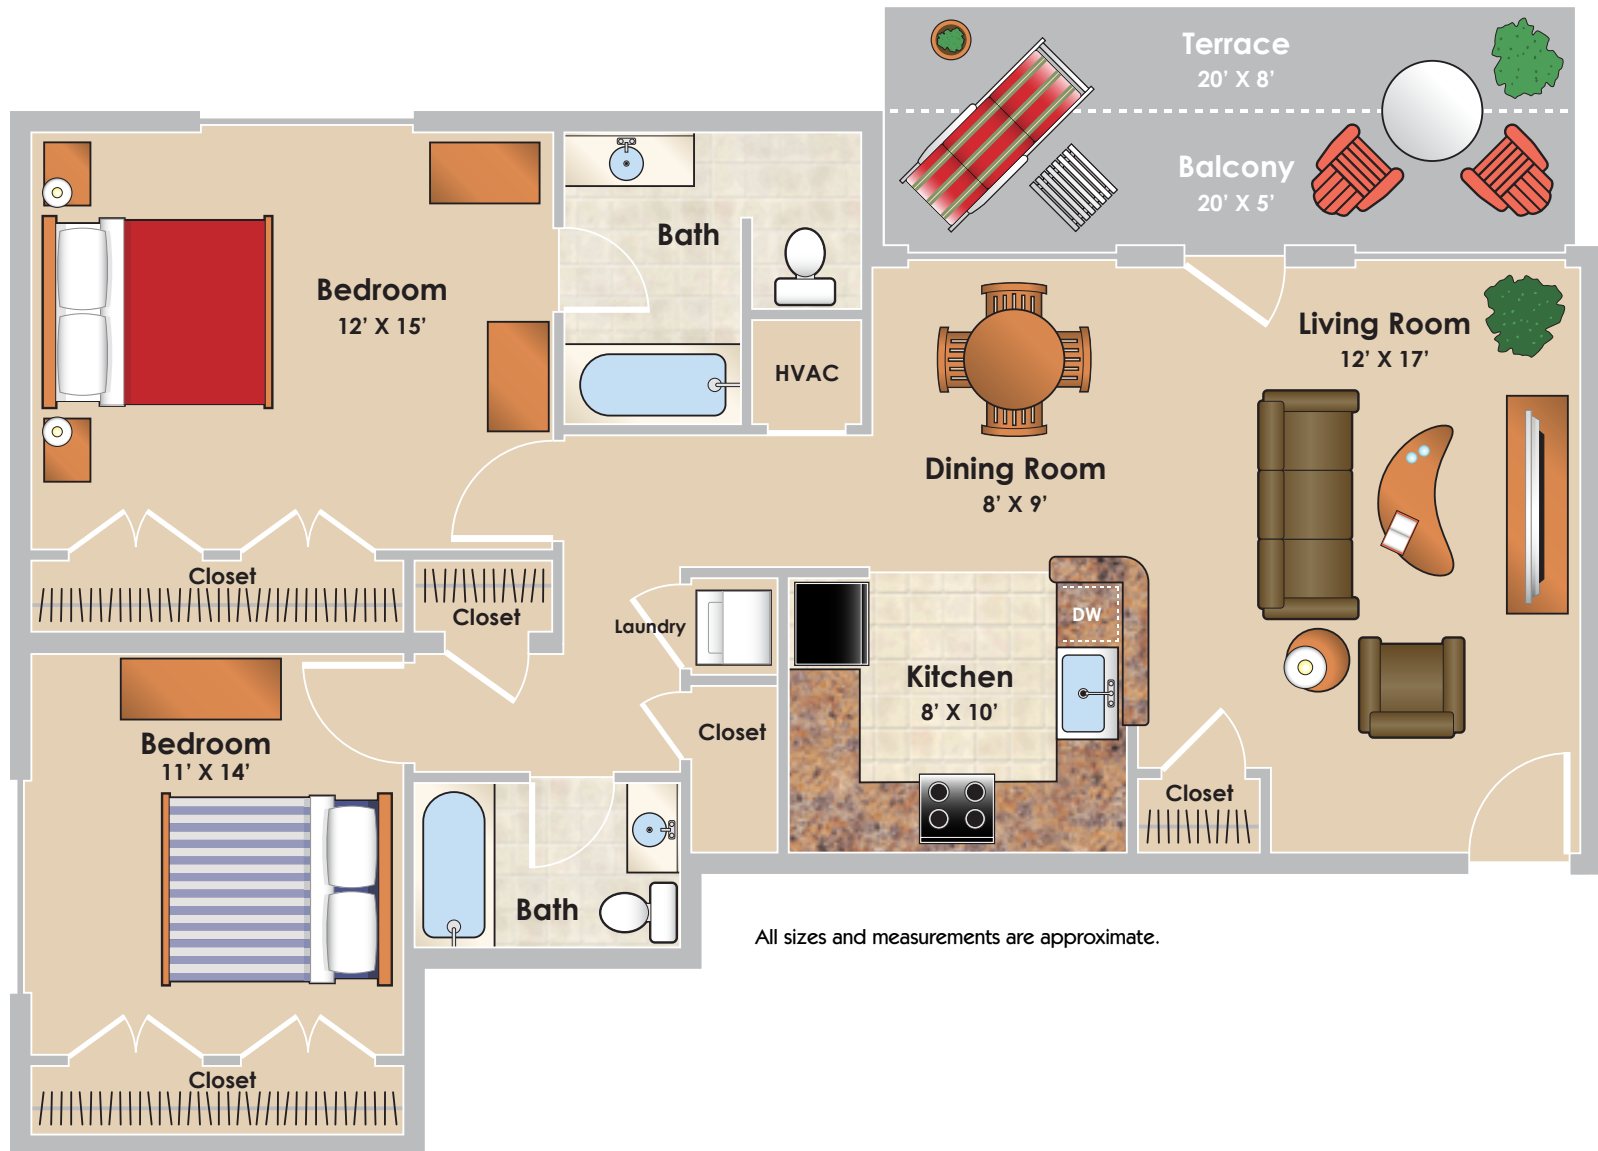 Terrace
20’ X 8’
Balcony
20’ X 5’
Bedroom
12’ X 15’
Bath
HVAC
Dining Room
8’ X 9’
Living Room
12’ X 17’
Closet
Closet
Laundry
DW
Kitchen
8’ X 10’
Closet
Closet
Bedroom
11’ X 14’
Bath
Closet
All sizes and measurements are approximate.